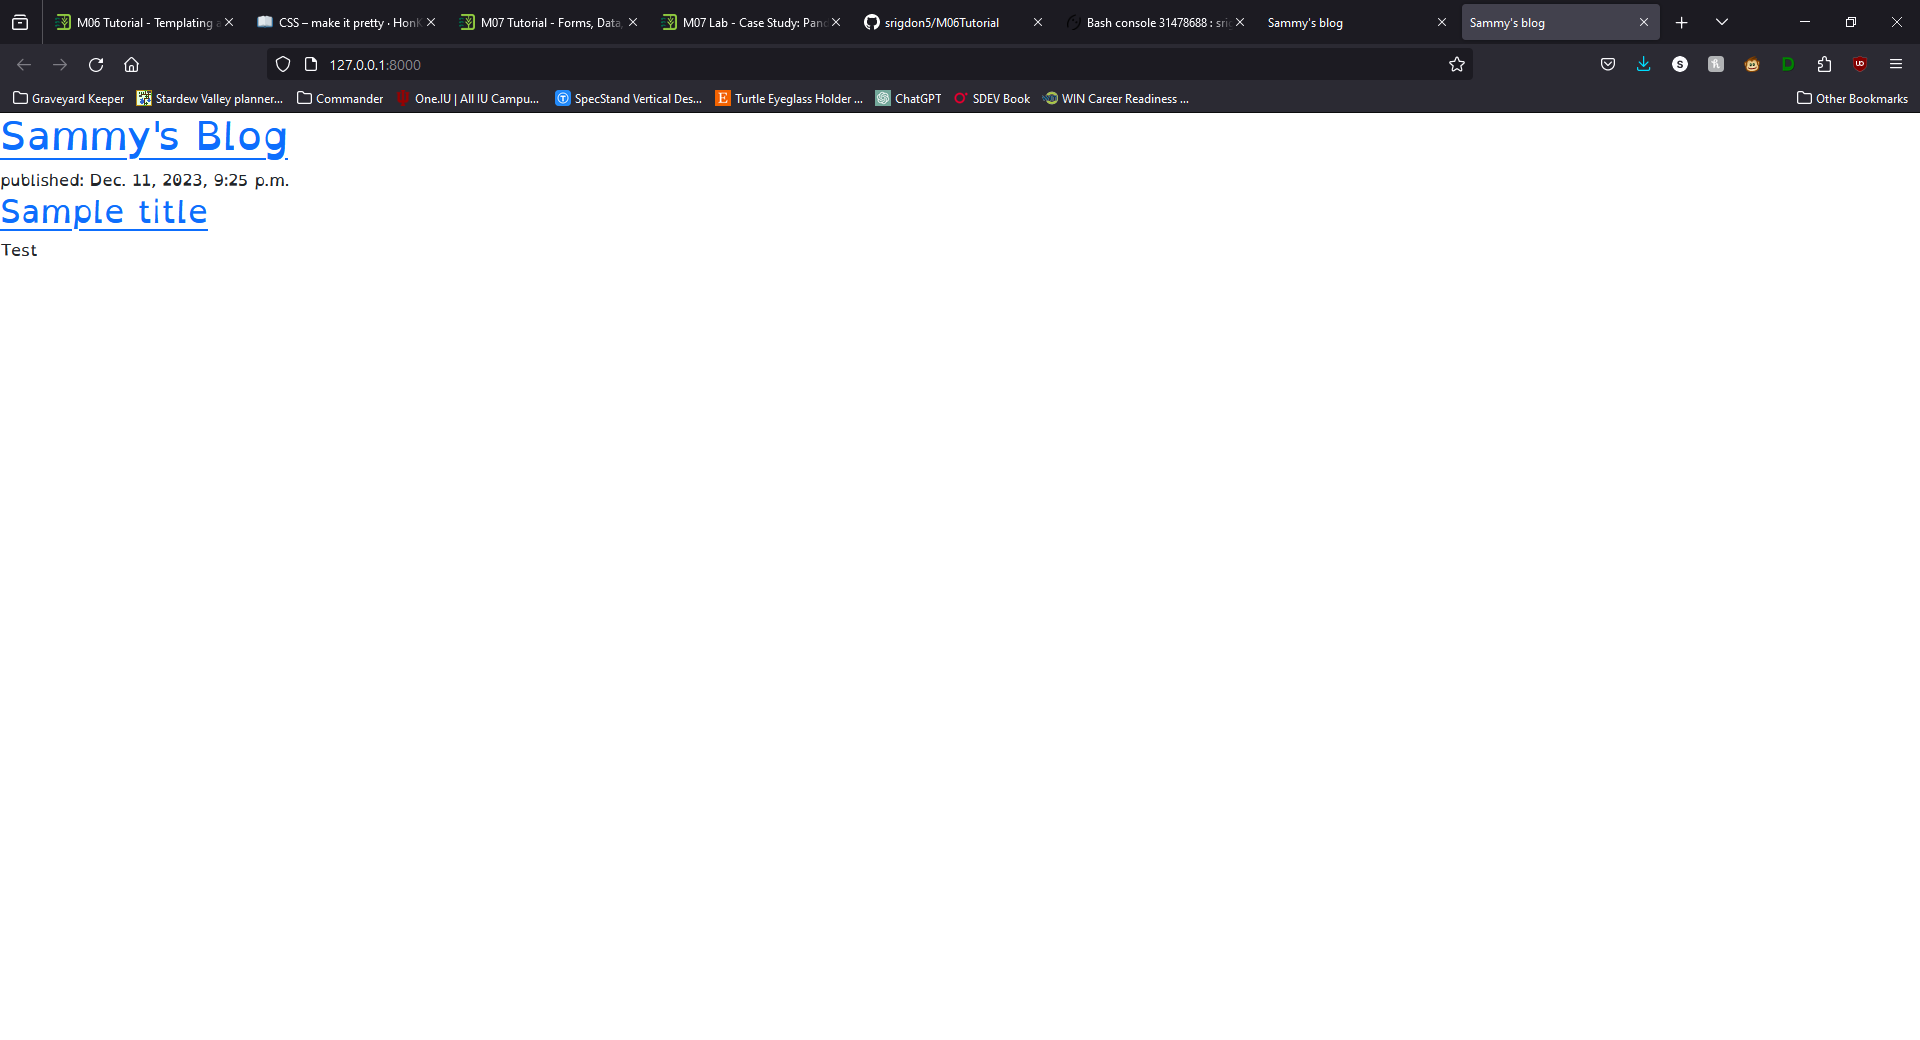 M06 Tutorial - Templating a
CSS – make it pretty · HonK
M07 Tutorial - Forms, Data,
M07 Lab - Case Study: Pand
srigdon5/M06Tutorial
Bash console 31478688 : srig
Sammy's blog
Sammy's blog
127.0.0.1:8000
Graveyard Keeper
Stardew Valley planner...
Commander
One.IU | All IU Campu...
SpecStand Vertical Des...
Turtle Eyeglass Holder ...
ChatGPT
SDEV Book
WIN Career Readiness ...
Other Bookmarks
Sammy's Blog
published: Dec. 11, 2023, 9:25 p.m.
Sample title
Test